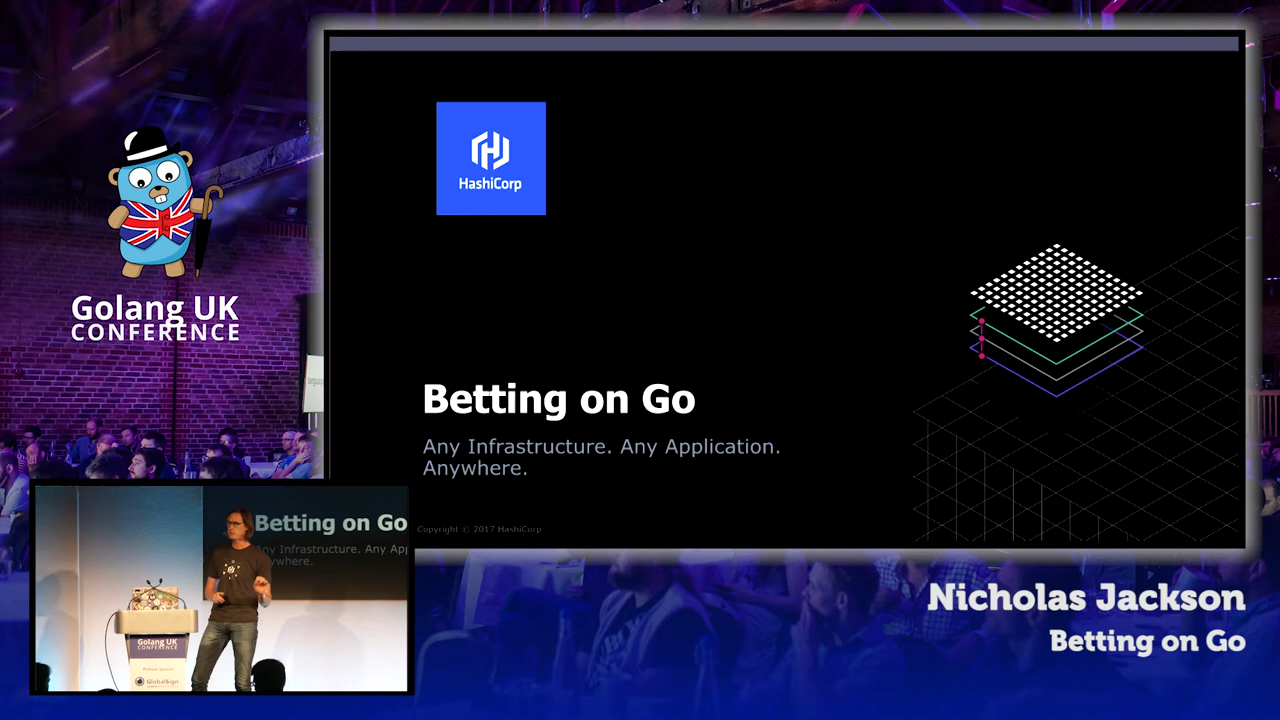 HashiCorp
Golang UK
CONFERENCE
Betting on Go
Any Infrastructure. Any Application.
Anywhere.
Copyright © 2017 HashiCorp
Betting on Go
Any Infrastructure. Any App
ywhere.
Golang UK
CONFERENCE
GlobalSign
Nicholas Jackson
Betting on Go